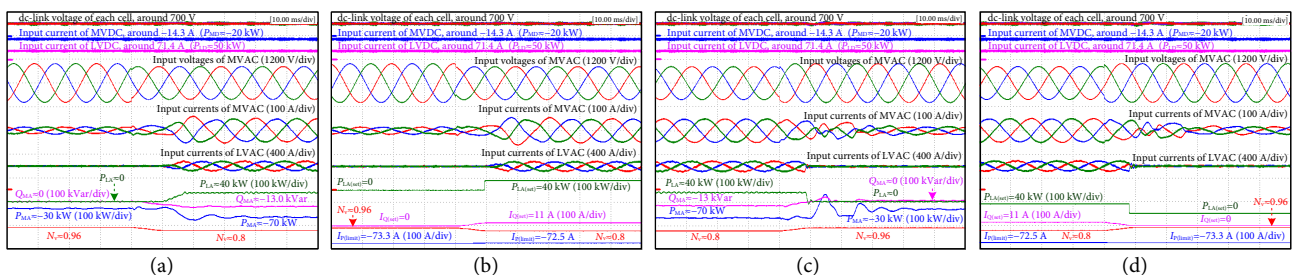 dc-link voltage of each cell, around 700 V
[10.00 ms/div]
Input current of MVDC, around −14.3 A (PMD=−20 kW)
Input current of LVDC, around 71.4 A (PLD=50 kW)
Input voltages of MVAC (1200 V/div)
Input currents of MVAC (100 A/div)
Input currents of LVAC (400 A/div)
PLA=0
PLA=40 kW (100 kW/div)
QMA=0 (100 kVar/div)
QMA=−13.0 kVar
PMA=−30 kW (100 kW/div)
PMA=−70 kW
Nv=0.96
Nv=0.8
(a)
dc-link voltage of each cell, around 700 V
[10.00 ms/div]
Input current of MVDC, around −14.3 A (PMD=−20 kW)
Input current of LVDC, around 71.4 A (PLD=50 kW)
Input voltages of MVAC (1200 V/div)
Input currents of MVAC (100 A/div)
Input currents of LVAC (400 A/div)
PLA(set)=0
PLA(set)=40 kW (100 kW/div)
Nv=0.96
IQ(set)=0
IQ(set)=11 A (100 A/div)
IP(limit)=−73.3 A (100 A/div)
IP(limit)=−72.5 A
Nv=0.8
(b)
dc-link voltage of each cell, around 700 V
[10.00 ms/div]
Input current of MVDC, around −14.3 A (PMD=−20 kW)
Input current of LVDC, around 71.4 A (PLD=50 kW)
Input voltages of MVAC (1200 V/div)
Input currents of MVAC (100 A/div)
Input currents of LVAC (400 A/div)
PLA=40 kW (100 kW/div)
QMA=0 (100 kVar/div)
QMA=−13 kVar
PLA=0
PMA=−70 kW
PMA=−30 kW (100 kW/div)
Nv=0.8
Nv=0.96
(c)
dc-link voltage of each cell, around 700 V
[10.00 ms/div]
Input current of MVDC, around −14.3 A (PMD=−20 kW)
Input current of LVDC, around 71.4 A (PLD=50 kW)
Input voltages of MVAC (1200 V/div)
Input currents of MVAC (100 A/div)
Input currents of LVAC (400 A/div)
PLA(set)=40 kW (100 kW/div)
PLA(set)=0
Nv=0.96
IQ(set)=11 A (100 A/div)
IQ(set)=0
IP(limit)=−72.5 A
Nv=0.8
IP(limit)=−73.3 A (100 A/div)
(d)